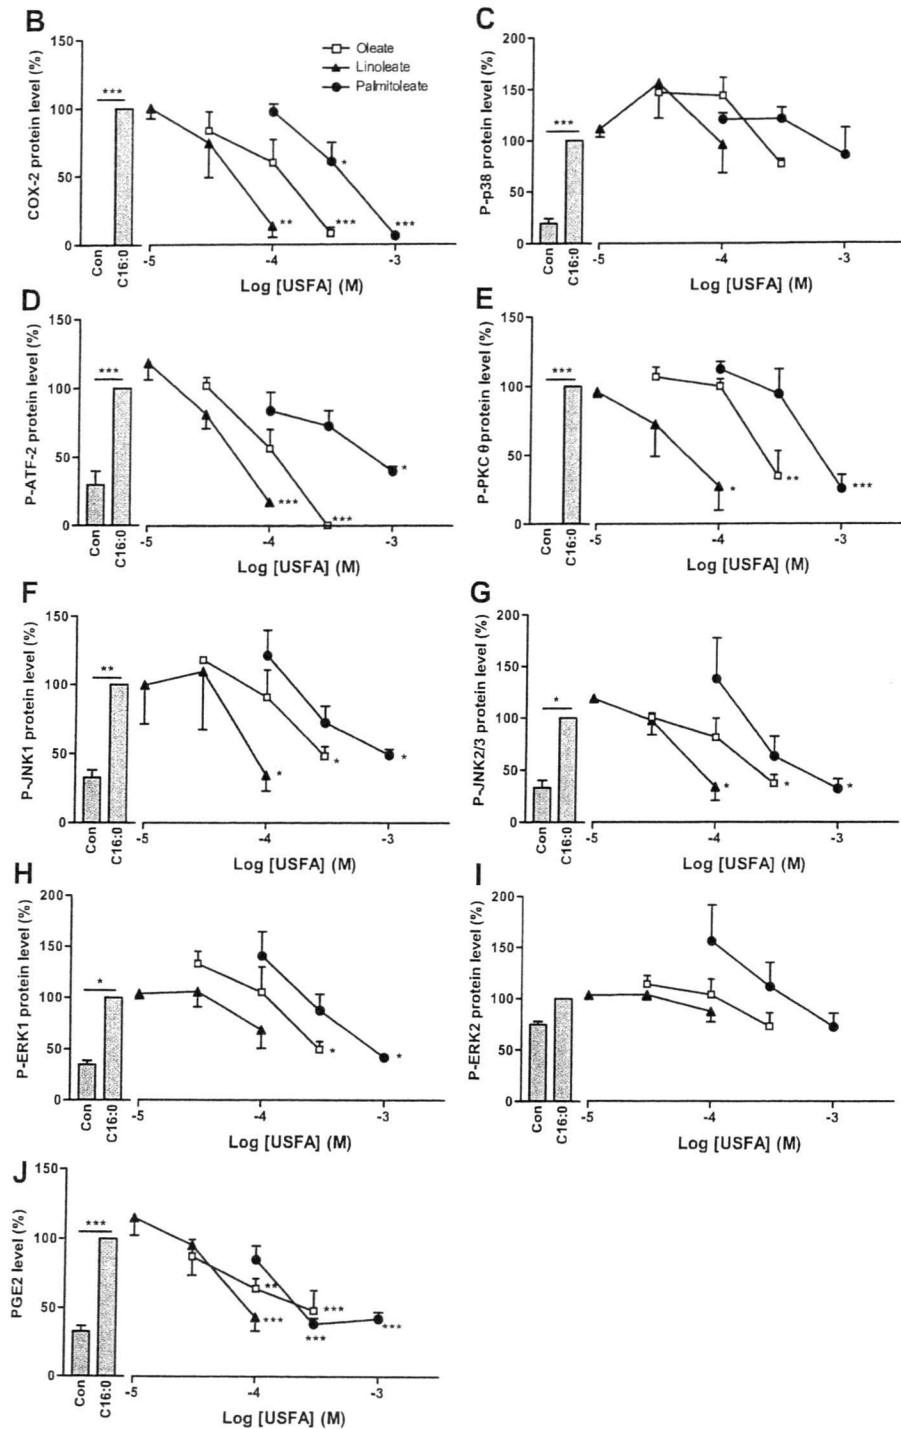 B
COX-2 protein level (%)
150
100
50
0
***
Con
C16:0
Oleate
Linoleate
Palmitoleate
*
**
***
***
-5
-4
-3
Log [USFA] (M)
C
P-p38 protein level (%)
200
150
100
50
0
***
Con
C16:0
-5
-4
-3
Log [USFA] (M)
D
P-ATF-2 protein level (%)
150
100
50
0
***
Con
C16:0
***
***
*
-5
-4
-3
Log [USFA] (M)
E
P-PKC θ protein level (%)
150
100
50
0
***
Con
C16:0
*
**
***
-5
-4
-3
Log [USFA] (M)
F
P-JNK1 protein level (%)
150
100
50
0
**
Con
C16:0
*
*
*
-5
-4
-3
Log [USFA] (M)
G
P-JNK2/3 protein level (%)
200
150
100
50
0
*
Con
C16:0
*
*
*
-5
-4
-3
Log [USFA] (M)
H
P-ERK1 protein level (%)
200
150
100
50
0
*
Con
C16:0
*
*
-5
-4
-3
Log [USFA] (M)
I
P-ERK2 protein level (%)
200
150
100
50
0
Con
C16:0
-5
-4
-3
Log [USFA] (M)
J
PGE2 level (%)
150
100
50
0
***
Con
C16:0
**
***
***
***
***
-5
-4
-3
Log [USFA] (M)